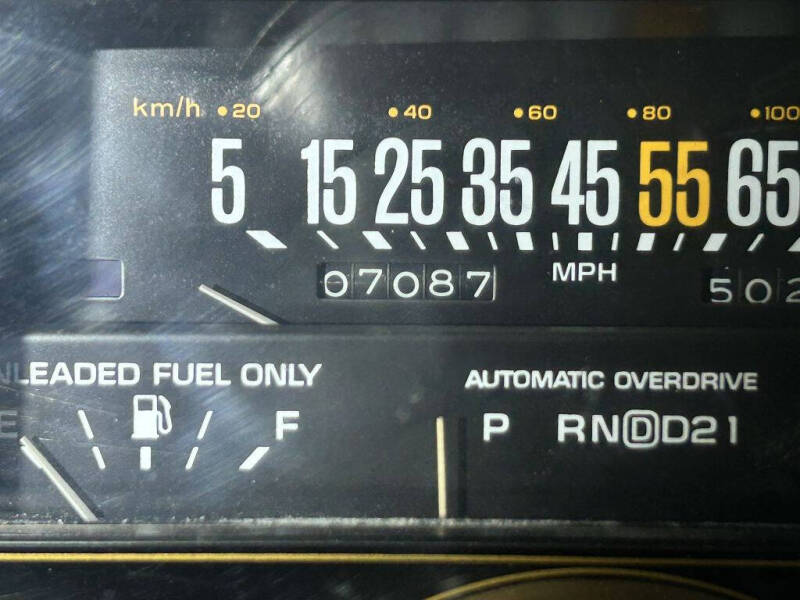 km/h 20 40 60 80 100
5 15 25 35 45 55 65
07087 MPH 502
UNLEADED FUEL ONLY
AUTOMATIC OVERDRIVE
E F P RN🄳D21